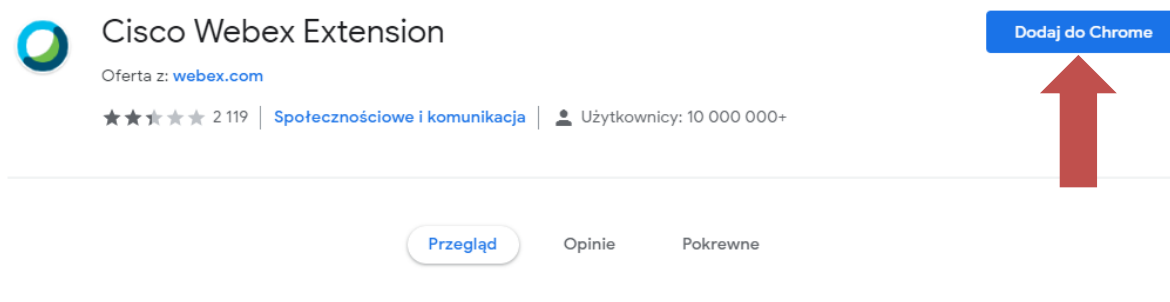 Cisco Webex Extension
Dodaj do Chrome
Oferta z: webex.com
2 119 Społecznościowe i komunikacja Użytkownicy: 10 000 000+
Przegląd Opinie Pokrewne